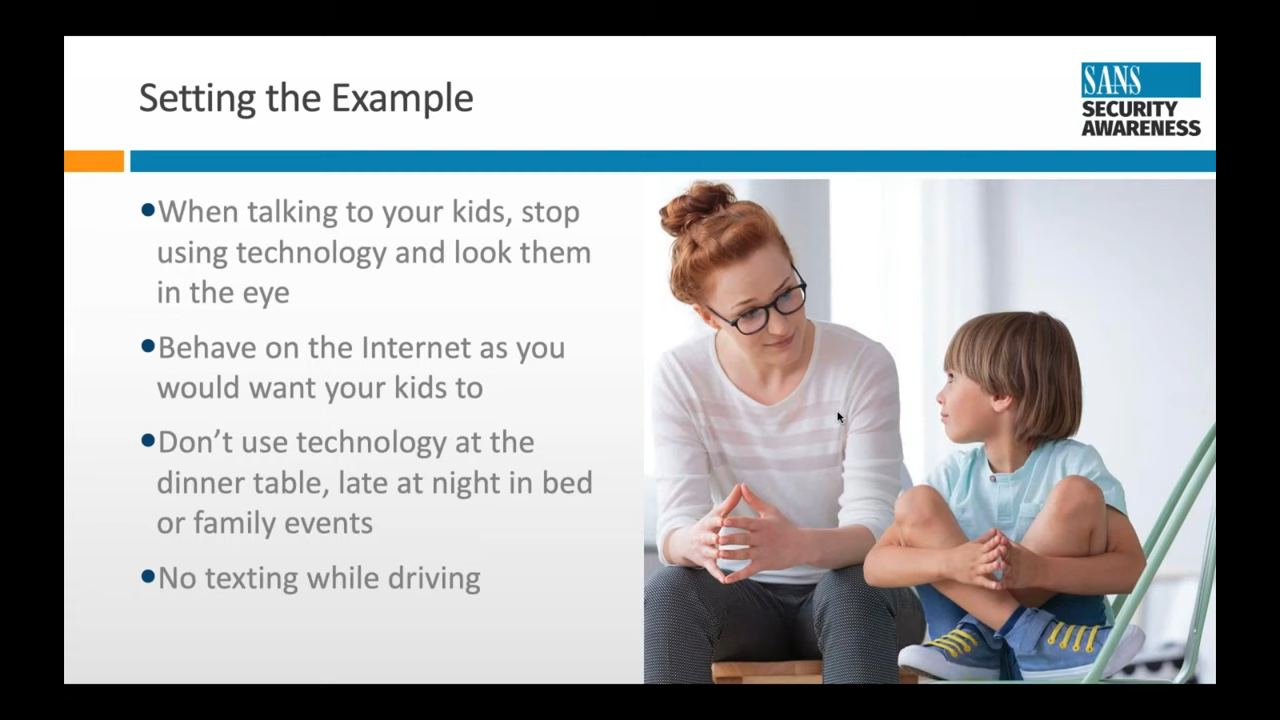 Setting the Example
SANS
SECURITY
AWARENESS
•When talking to your kids, stop
using technology and look them
in the eye
•Behave on the Internet as you
would want your kids to
•Don’t use technology at the
dinner table, late at night in bed
or family events
•No texting while driving